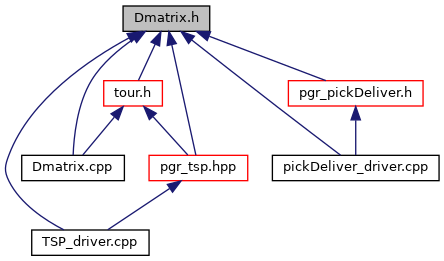 Dmatrix.h
tour.h
pgr_pickDeliver.h
Dmatrix.cpp
pgr_tsp.hpp
pickDeliver_driver.cpp
TSP_driver.cpp